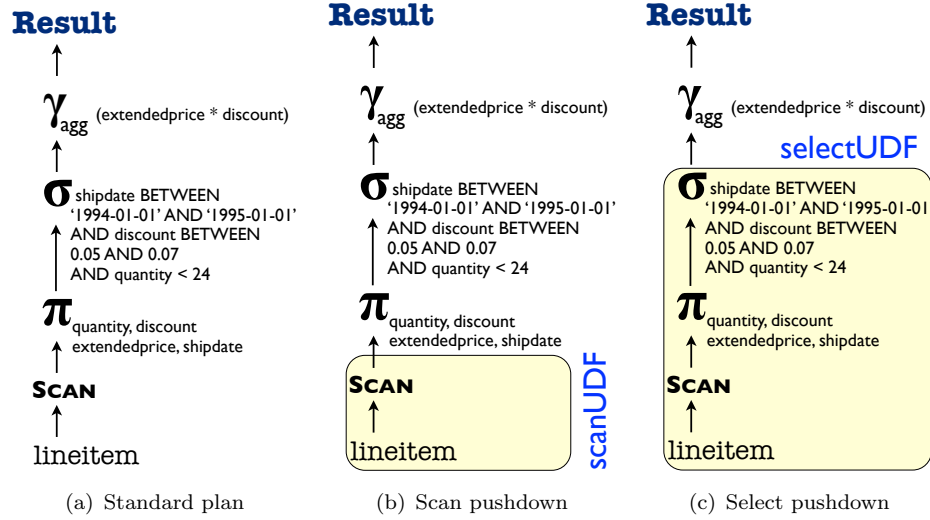 Result
γagg (extendedprice * discount)
σ shipdate BETWEEN
‘1994-01-01’ AND ‘1995-01-01’
AND discount BETWEEN
0.05 AND 0.07
AND quantity < 24
π quantity, discount
extendedprice, shipdate
SCAN
lineitem
(a) Standard plan
Result
γagg (extendedprice * discount)
σ shipdate BETWEEN
‘1994-01-01’ AND ‘1995-01-01’
AND discount BETWEEN
0.05 AND 0.07
AND quantity < 24
π quantity, discount
extendedprice, shipdate
SCAN
lineitem
scanUDF
(b) Scan pushdown
Result
γagg (extendedprice * discount)
selectUDF
σ shipdate BETWEEN
‘1994-01-01’ AND ‘1995-01-01
AND discount BETWEEN
0.05 AND 0.07
AND quantity < 24
π quantity, discount
extendedprice, shipdate
SCAN
lineitem
(c) Select pushdown